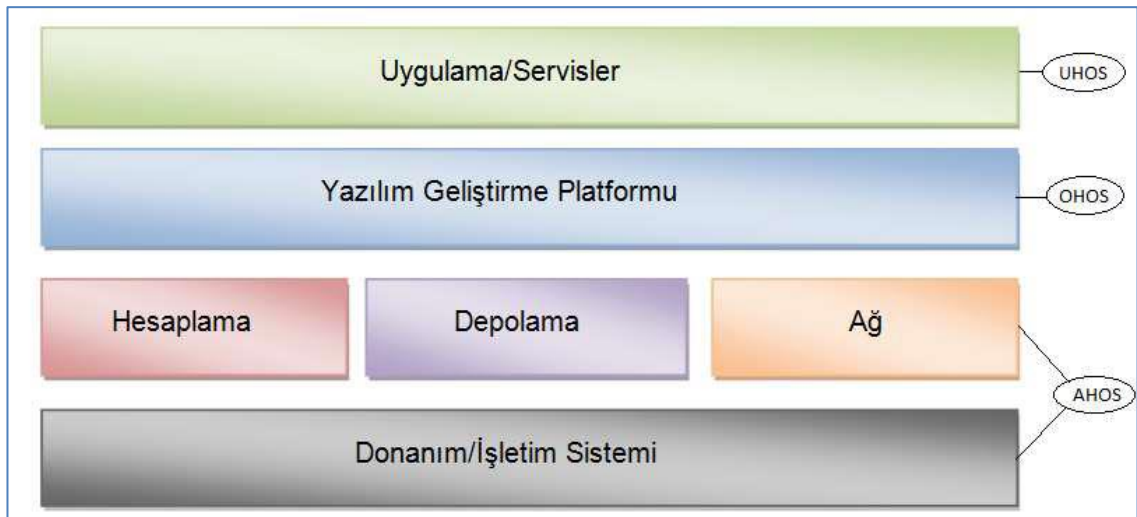 Uygulama/Servisler
UHOS
Yazılım Geliştirme Platformu
OHOS
Hesaplama
Depolama
Ağ
AHOS
Donanım/İşletim Sistemi